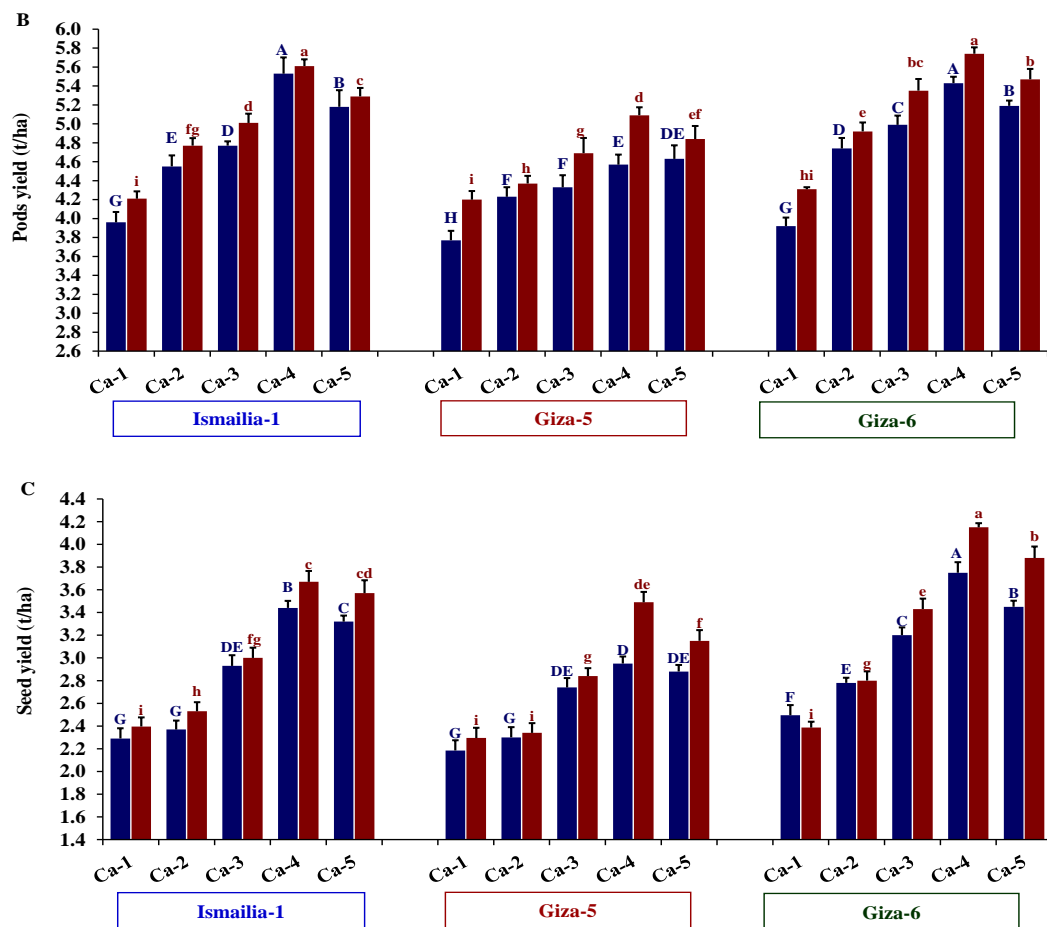 B
Pods yield (t/ha)
6.0
5.8
5.6
5.4
5.2
5.0
4.8
4.6
4.4
4.2
4.0
3.8
3.6
3.4
3.2
3.0
2.8
2.6
G i E fg D d A a B c
H i F h F g E d DE ef
G hi D e C bc A a B b
Ca-1 Ca-2 Ca-3 Ca-4 Ca-5 Ca-1 Ca-2 Ca-3 Ca-4 Ca-5 Ca-1 Ca-2 Ca-3 Ca-4 Ca-5
Ismailia-1 Giza-5 Giza-6
C
Seed yield (t/ha)
4.4
4.2
4.0
3.8
3.6
3.4
3.2
3.0
2.8
2.6
2.4
2.2
2.0
1.8
1.6
1.4
G i G h DE fg B c C cd
G i G i DE g D de DE f
F i E g C e A a B b
Ca-1 Ca-2 Ca-3 Ca-4 Ca-5 Ca-1 Ca-2 Ca-3 Ca-4 Ca-5 Ca-1 Ca-2 Ca-3 Ca-4 Ca-5
Ismailia-1 Giza-5 Giza-6